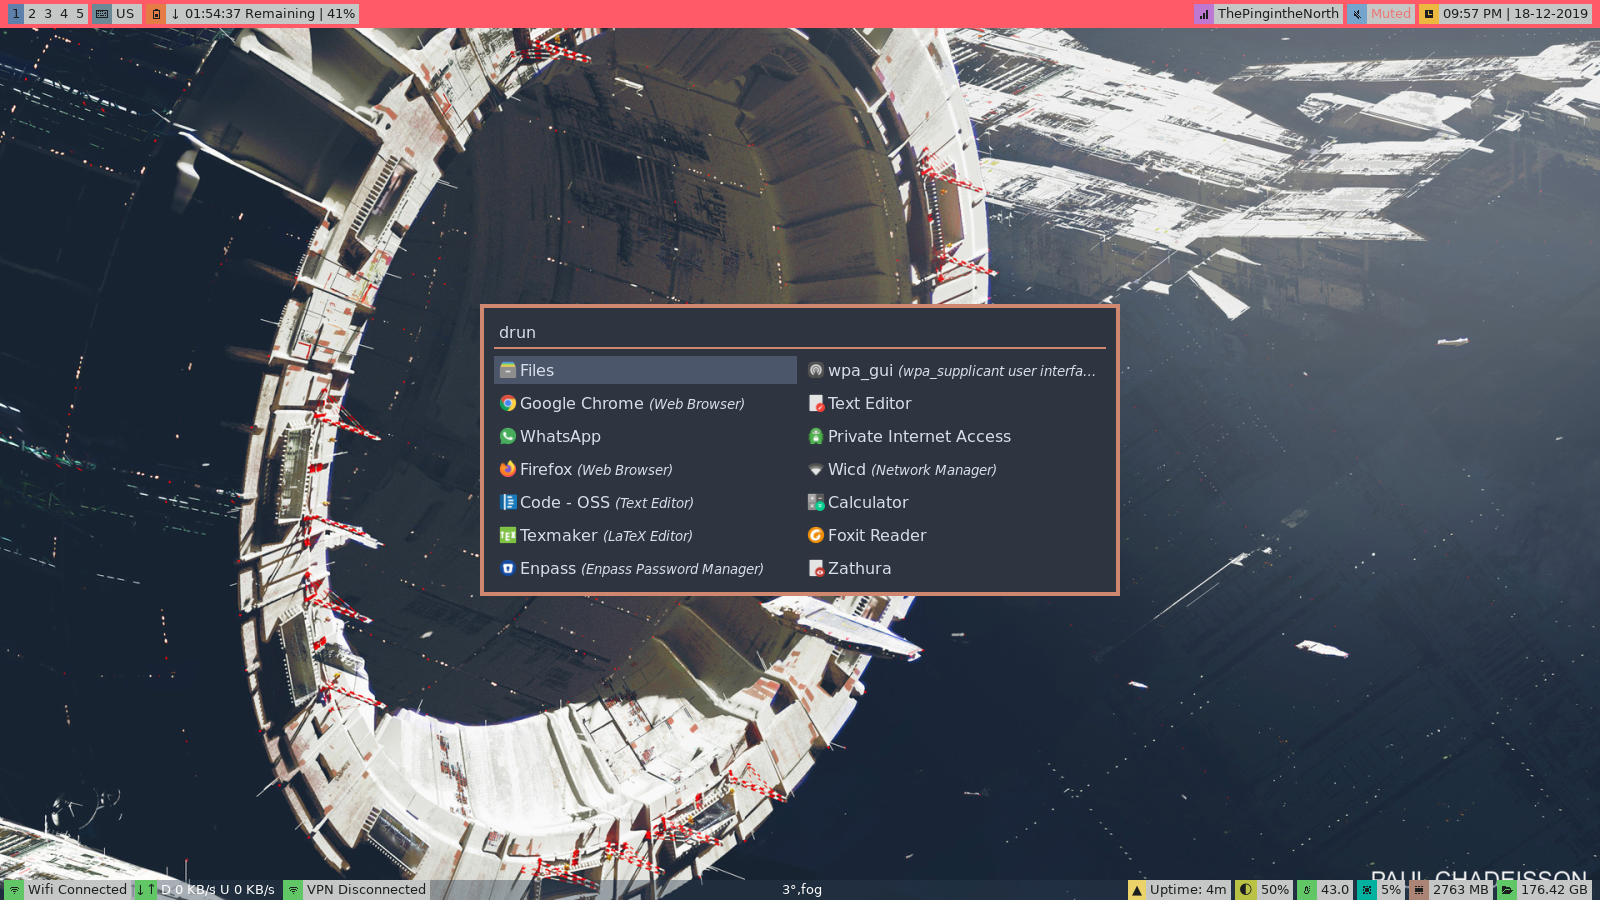 1 2 3 4 5 US ↓ 01:54:37 Remaining | 41% ThePingintheNorth Muted 09:57 PM | 18-12-2019
drun
Files
Google Chrome (Web Browser)
WhatsApp
Firefox (Web Browser)
Code - OSS (Text Editor)
Texmaker (LaTeX Editor)
Enpass (Enpass Password Manager)
wpa_gui (wpa_supplicant user interfa...
Text Editor
Private Internet Access
Wicd (Network Manager)
Calculator
Foxit Reader
Zathura
PAUL CHADEISSON
Wifi Connected ↓↑ D 0 KB/s U 0 KB/s VPN Disconnected 3°,fog Uptime: 4m 50% 43.0 5% 2763 MB 176.42 GB